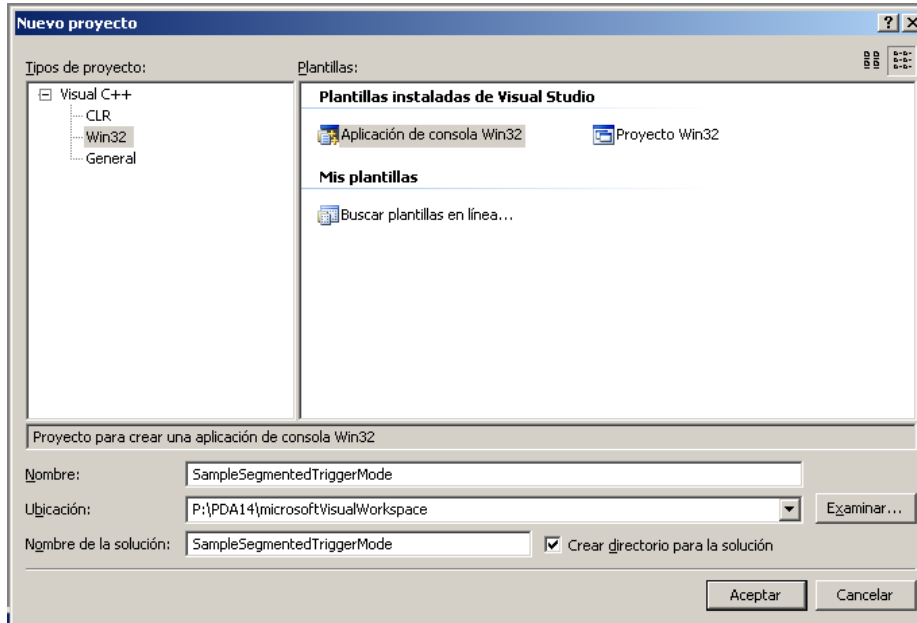 Nuevo proyecto
Tipos de proyecto:
Plantillas:
Visual C++
CLR
Win32
General
Plantillas instaladas de Visual Studio
Aplicación de consola Win32
Proyecto Win32
Mis plantillas
Buscar plantillas en línea...
Proyecto para crear una aplicación de consola Win32
Nombre:
SampleSegmentedTriggerMode
Ubicación:
P:\PDA14\microsoftVisualWorkspace
Examinar...
Nombre de la solución:
SampleSegmentedTriggerMode
Crear directorio para la solución
Aceptar
Cancelar